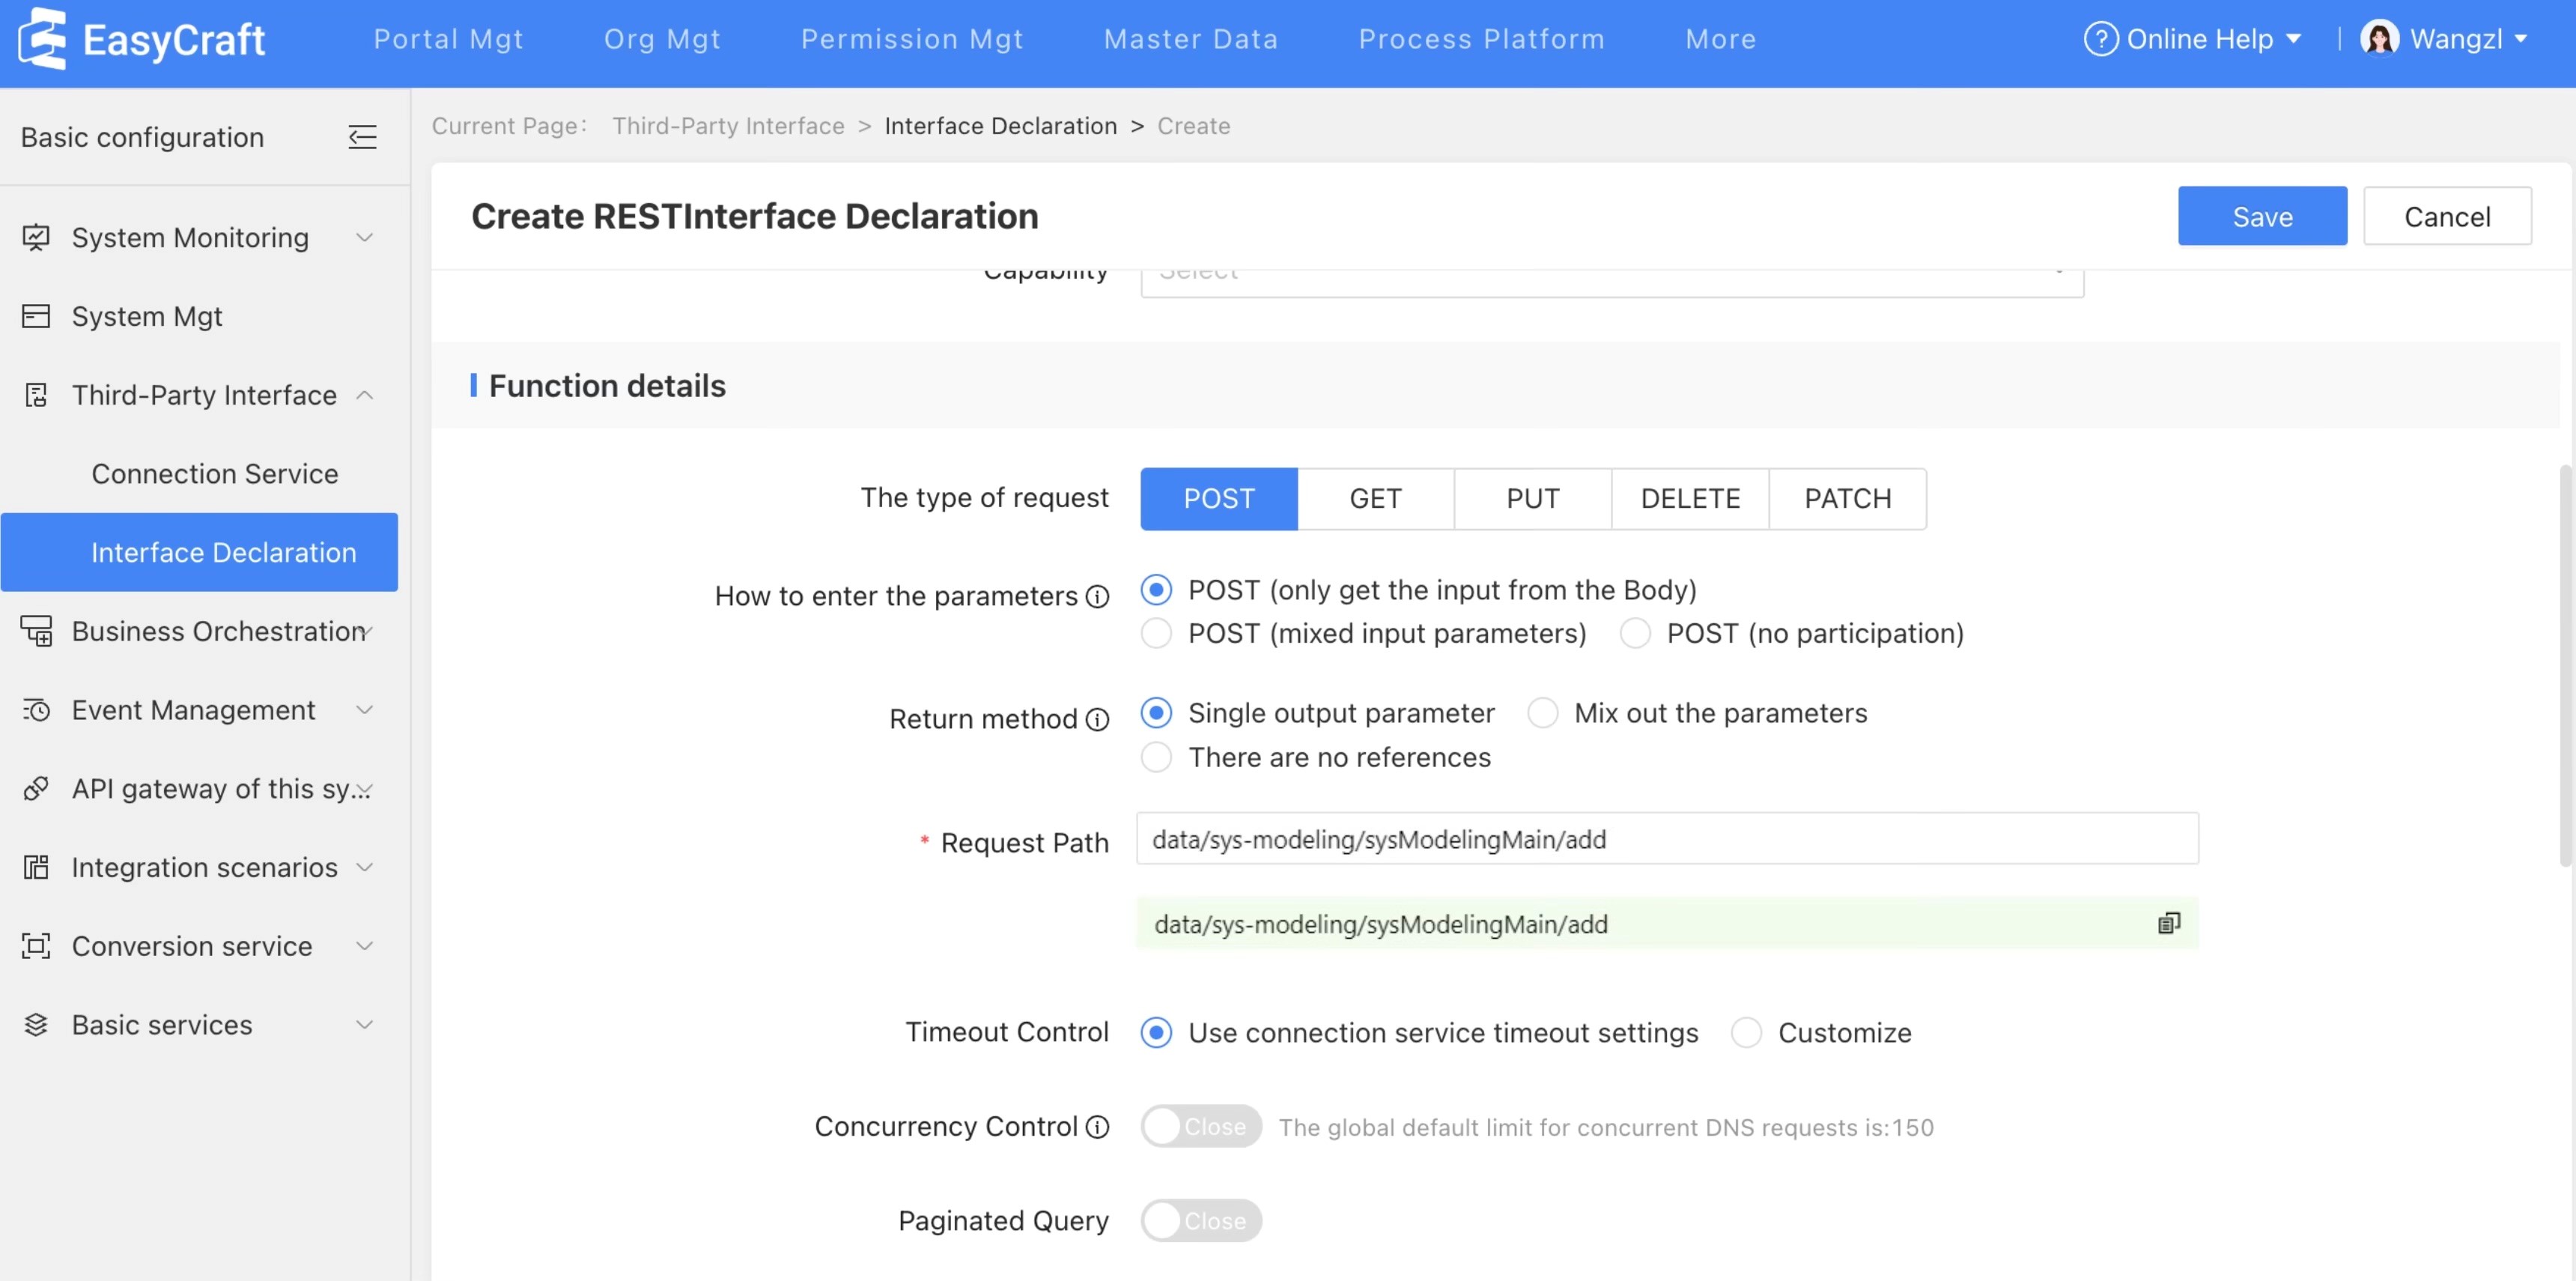 EasyCraft
Portal Mgt Org Mgt Permission Mgt Master Data Process Platform More
Online Help | Wangzl
Basic configuration
System Monitoring
System Mgt
Third-Party Interface
Connection Service
Interface Declaration
Business Orchestration
Event Management
API gateway of this sy...
Integration scenarios
Conversion service
Basic services
Current Page: Third-Party Interface > Interface Declaration > Create
Create RESTInterface Declaration
Save Cancel
Capability Select
Function details
The type of request POST GET PUT DELETE PATCH
How to enter the parameters POST (only get the input from the Body)
POST (mixed input parameters) POST (no participation)
Return method Single output parameter Mix out the parameters
There are no references
* Request Path data/sys-modeling/sysModelingMain/add
data/sys-modeling/sysModelingMain/add
Timeout Control Use connection service timeout settings Customize
Concurrency Control Close The global default limit for concurrent DNS requests is:150
Paginated Query Close